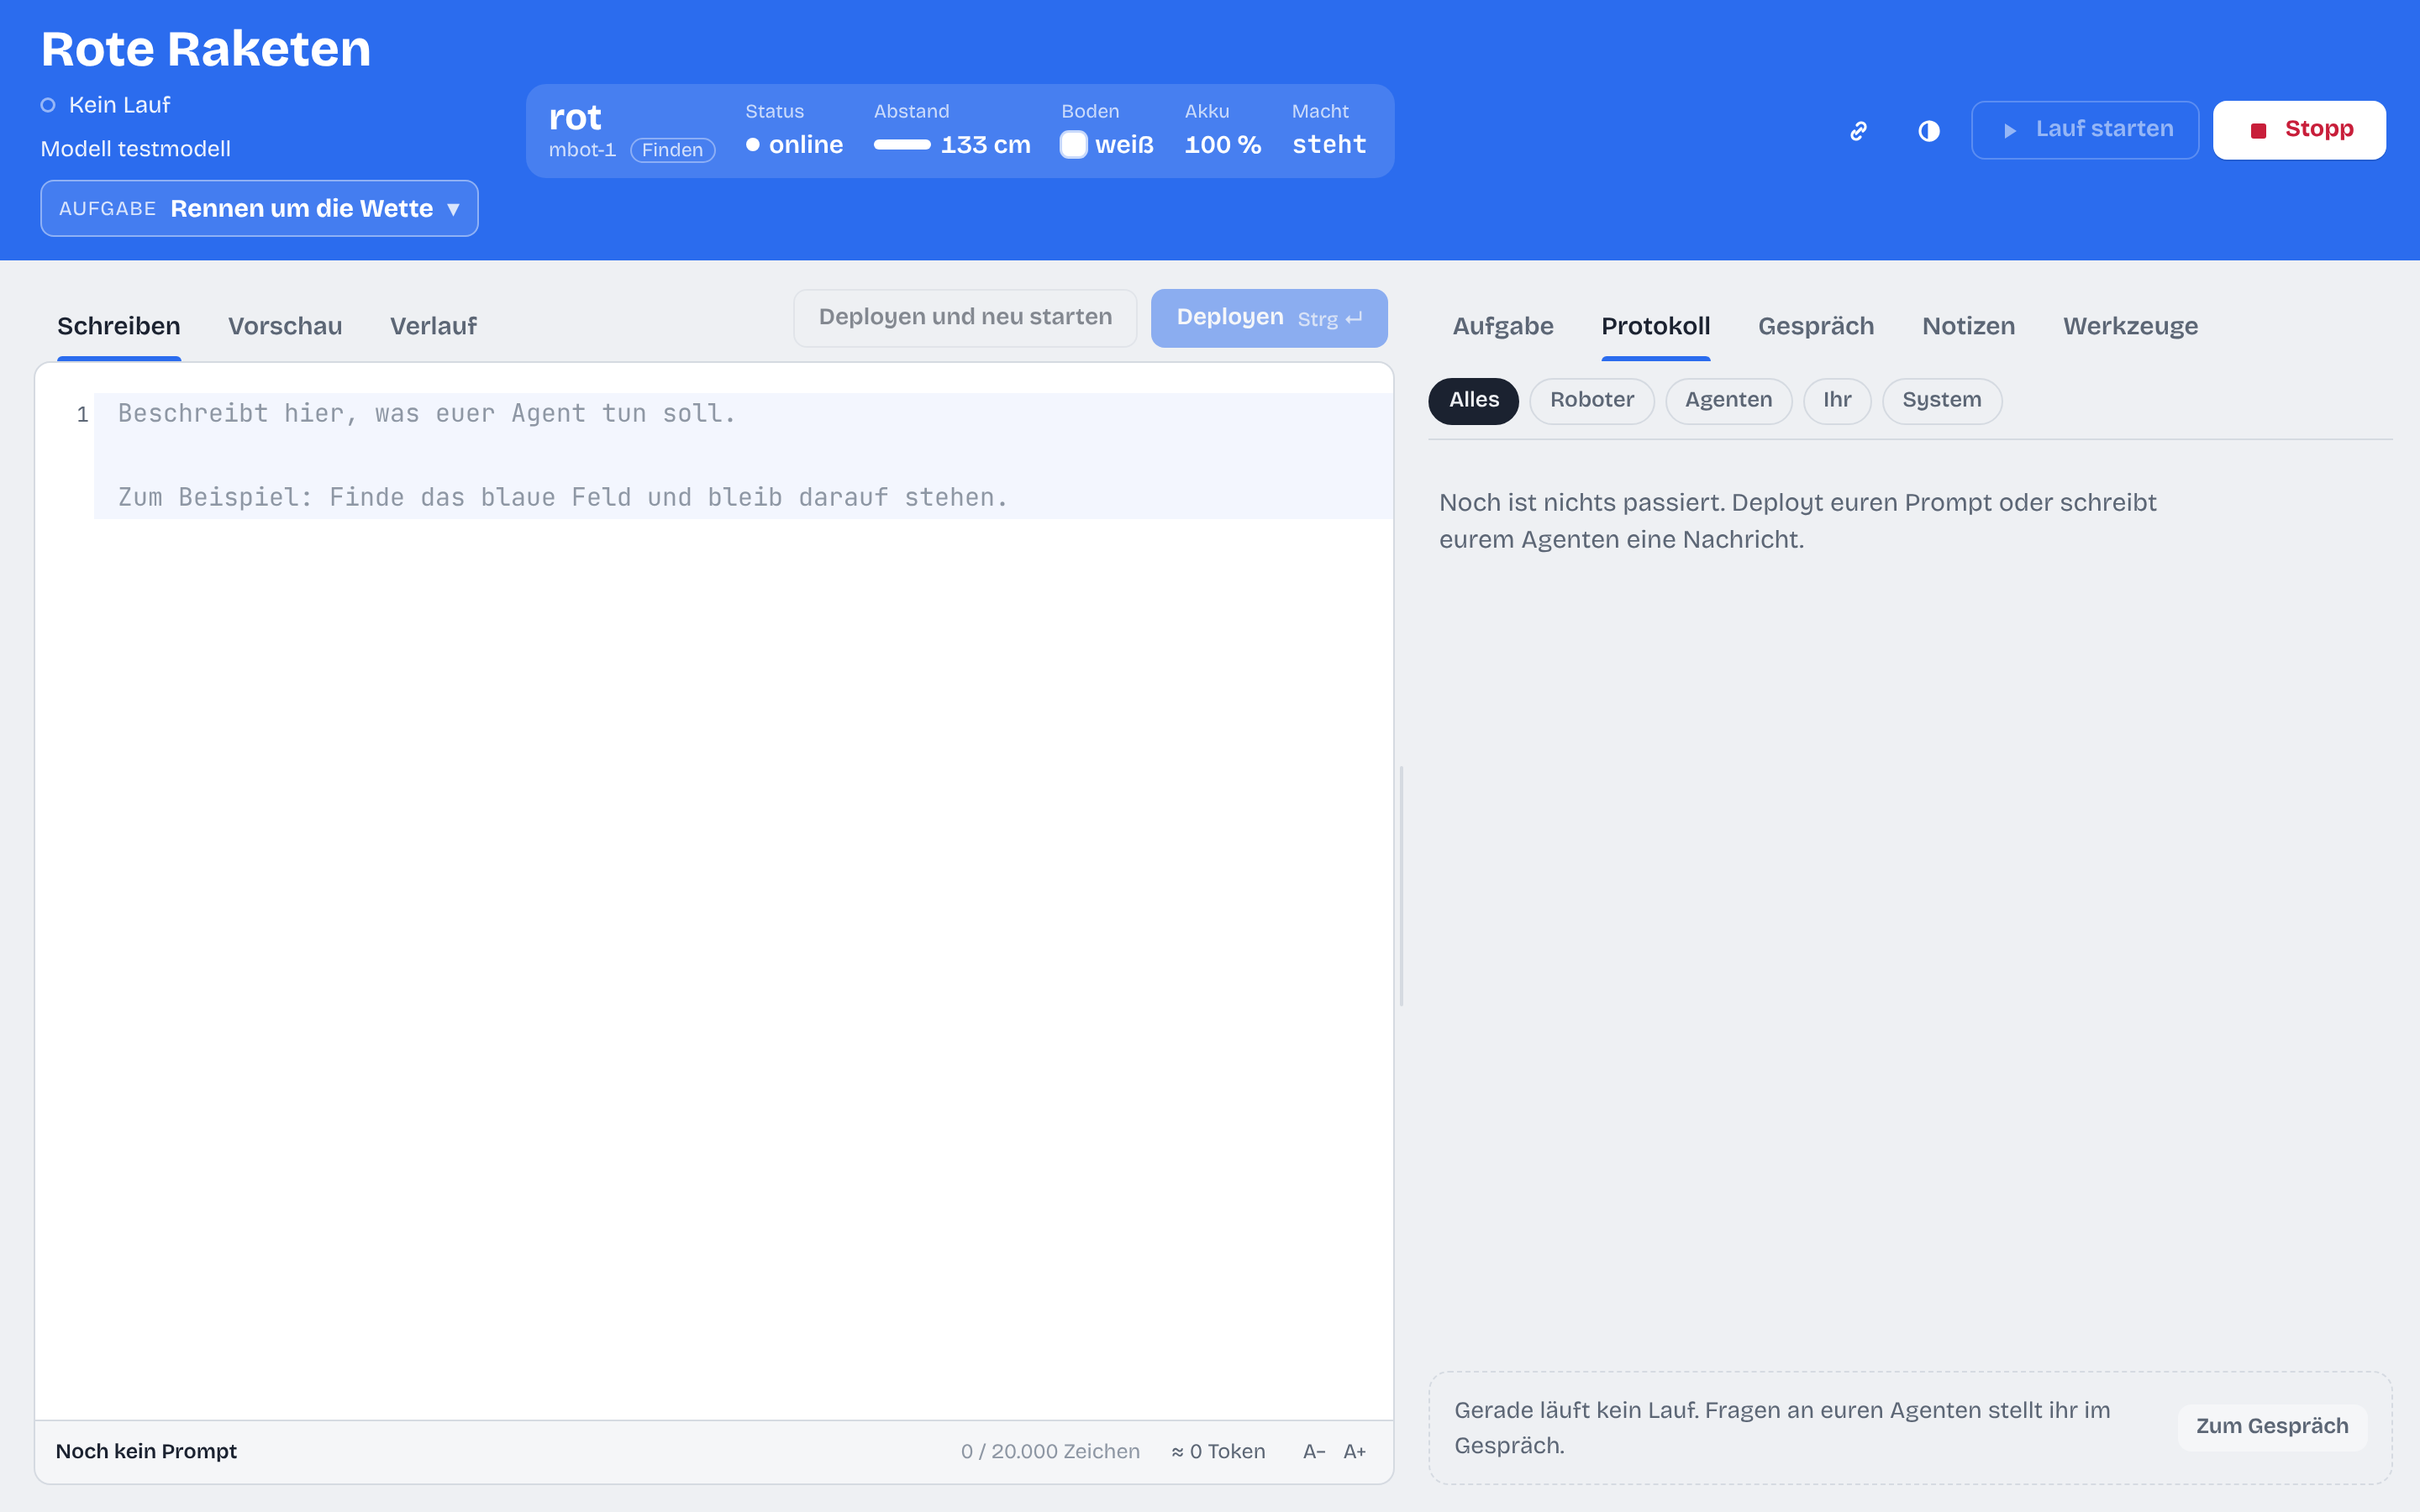 Rote Raketen
Kein Lauf
Modell testmodell
AUFGABE Rennen um die Wette ▾
rot
mbot-1 Finden
Status
online
Abstand
133 cm
Boden
weiß
Akku
100 %
Macht
steht
Lauf starten
Stopp
Schreiben Vorschau Verlauf
Deployen und neu starten
Deployen Strg ↵
1
Beschreibt hier, was euer Agent tun soll.
Zum Beispiel: Finde das blaue Feld und bleib darauf stehen.
Noch kein Prompt
0 / 20.000 Zeichen
≈ 0 Token
A− A+
Aufgabe Protokoll Gespräch Notizen Werkzeuge
Alles Roboter Agenten Ihr System
Noch ist nichts passiert. Deployt euren Prompt oder schreibt
eurem Agenten eine Nachricht.
Gerade läuft kein Lauf. Fragen an euren Agenten stellt ihr im
Gespräch.
Zum Gespräch